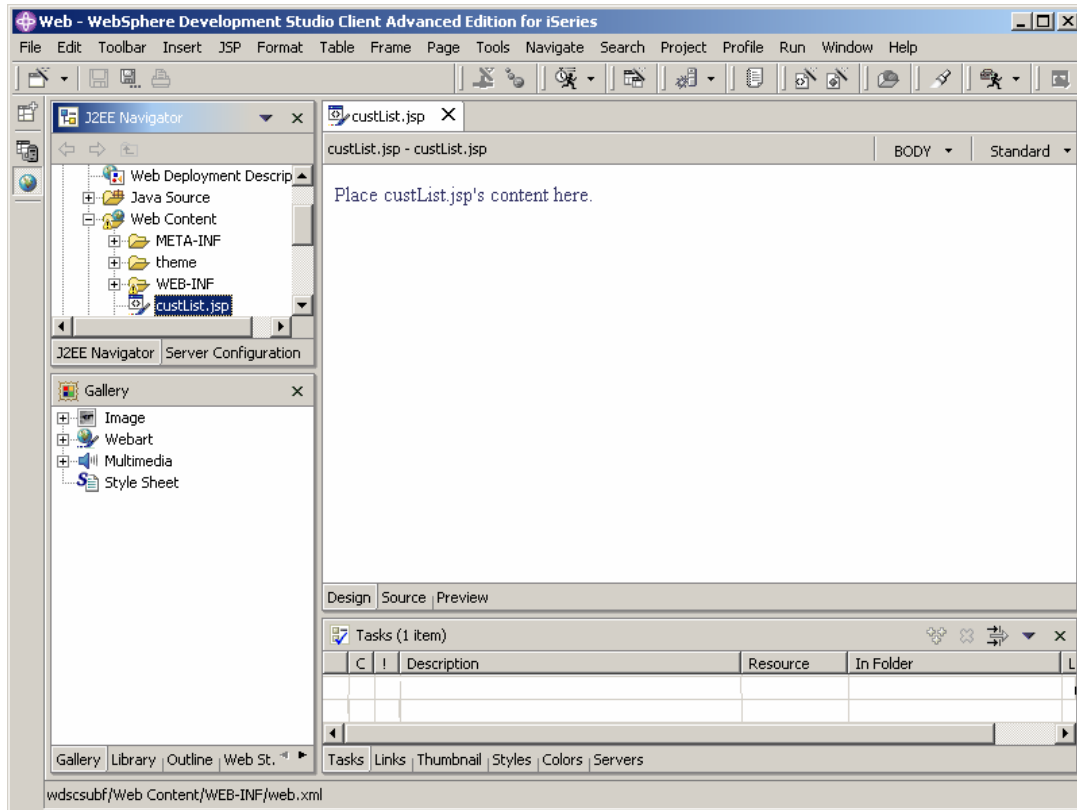 Web - WebSphere Development Studio Client Advanced Edition for iSeries
File Edit Toolbar Insert JSP Format Table Frame Page Tools Navigate Search Project Profile Run Window Help
J2EE Navigator
Web Deployment Descrip
Java Source
Web Content
META-INF
theme
WEB-INF
custList.jsp
J2EE Navigator Server Configuration
Gallery
Image
Webart
Multimedia
Style Sheet
Gallery Library Outline Web St.
custList.jsp
custList.jsp - custList.jsp BODY Standard
Place custList.jsp's content here.
Design Source Preview
Tasks (1 item)
C ! Description Resource In Folder L
Tasks Links Thumbnail Styles Colors Servers
wdscsubf/Web Content/WEB-INF/web.xml